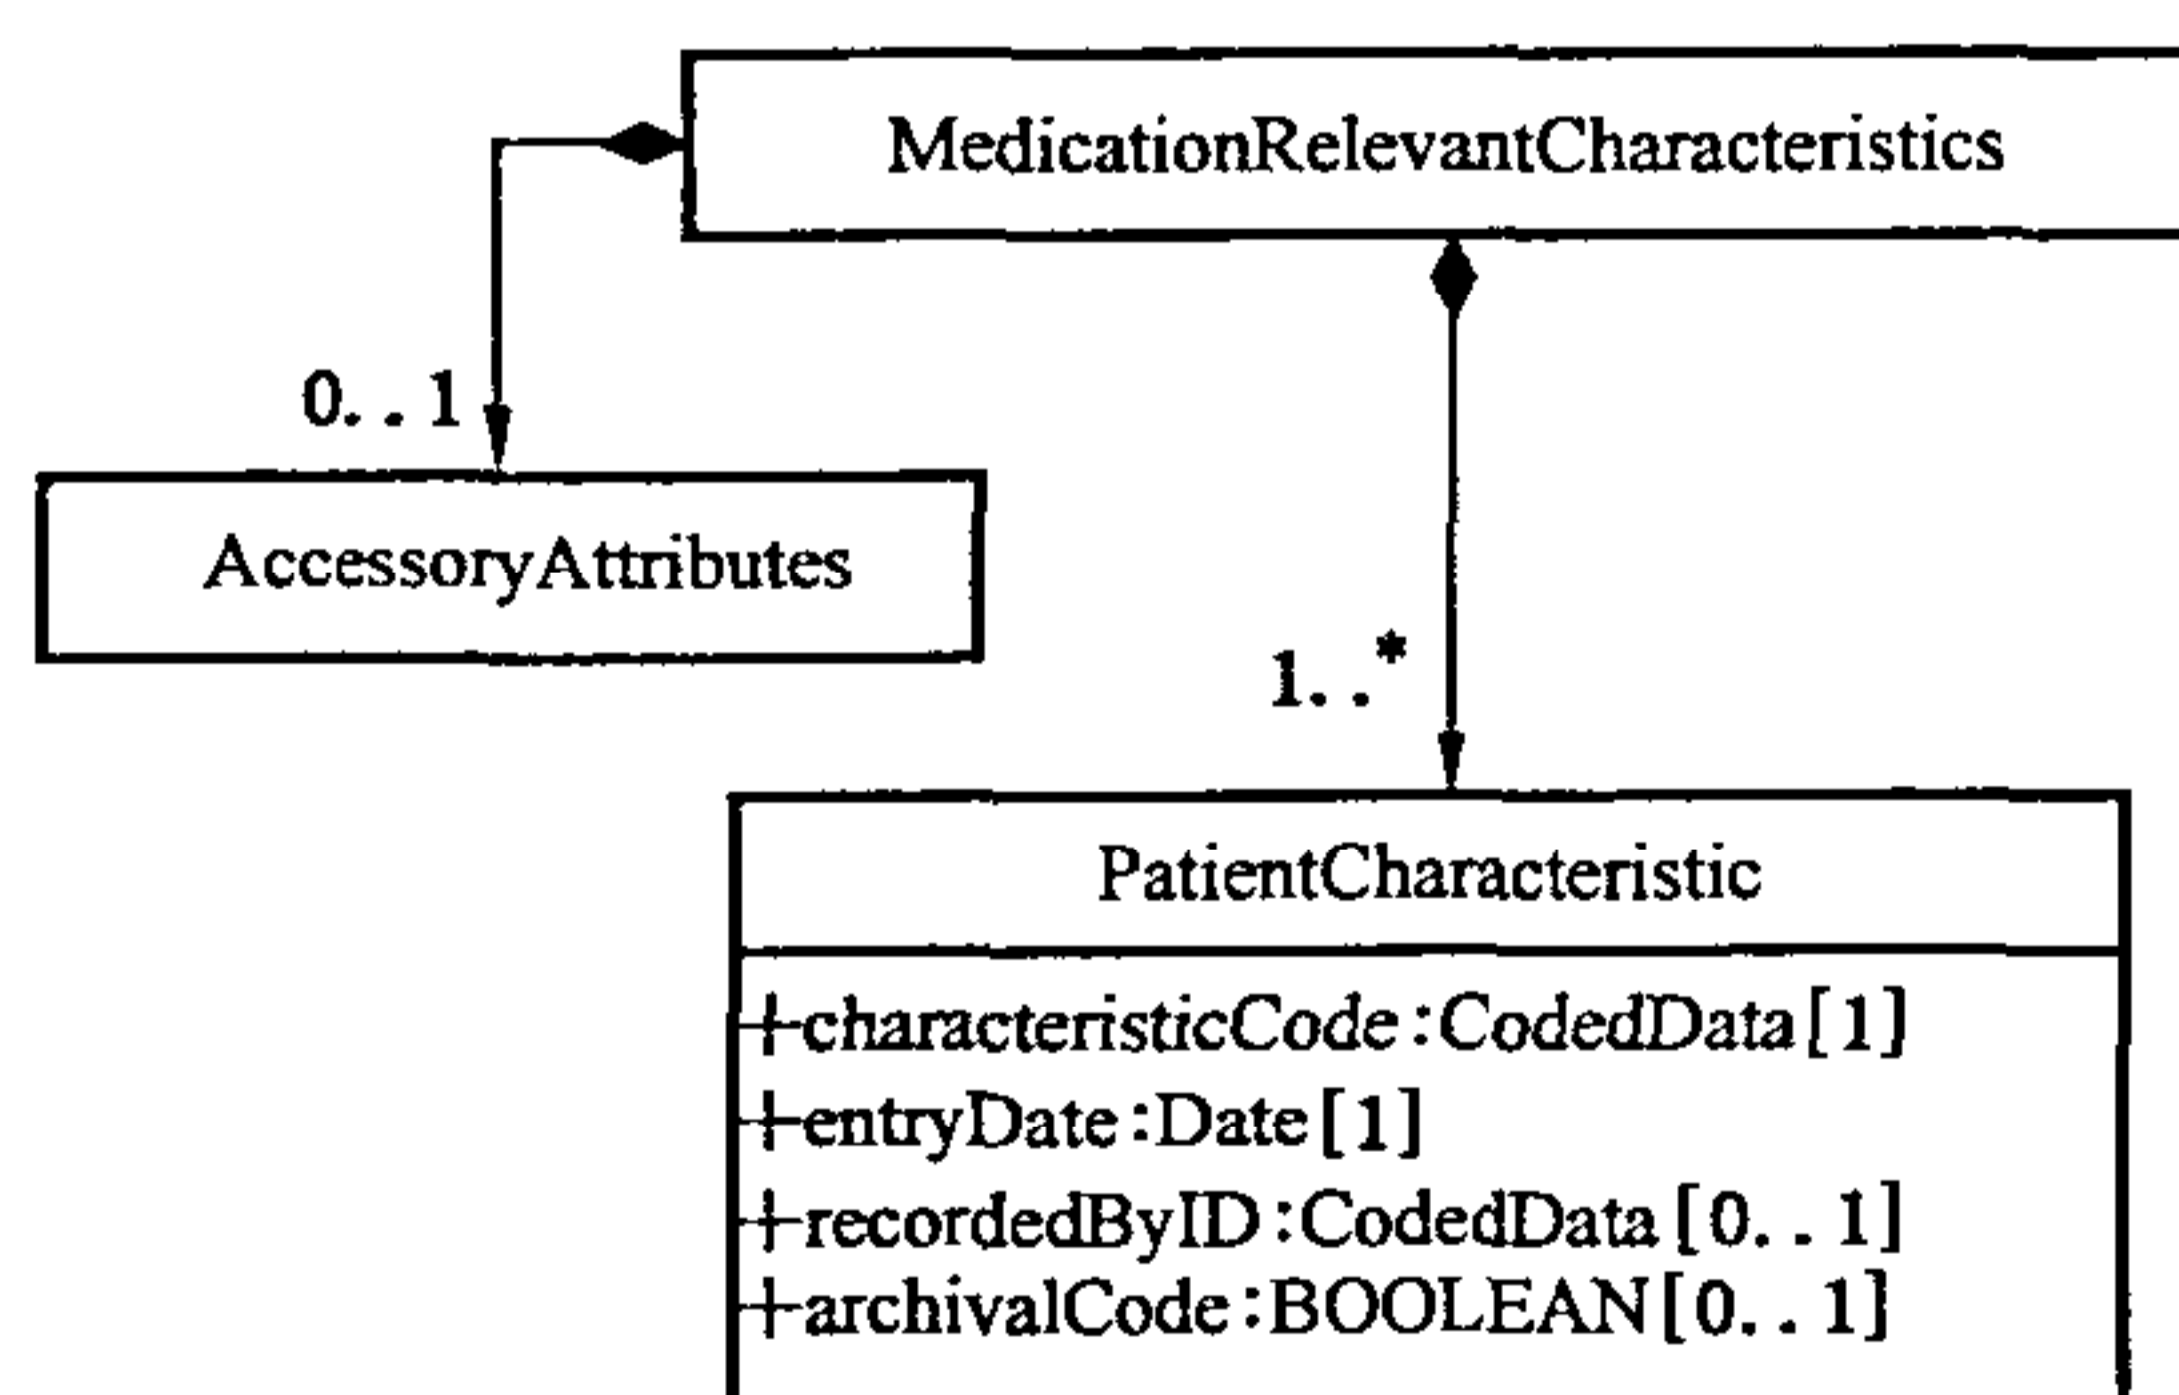 MedicationRelevantCharacteristics
0..1
AccessoryAttributes
1..*
PatientCharacteristic
+characteristicCode:CodedData[1]
+entryDate:Date[1]
+recordedByID:CodedData[0..1]
+archivalCode:BOOLEAN[0..1]